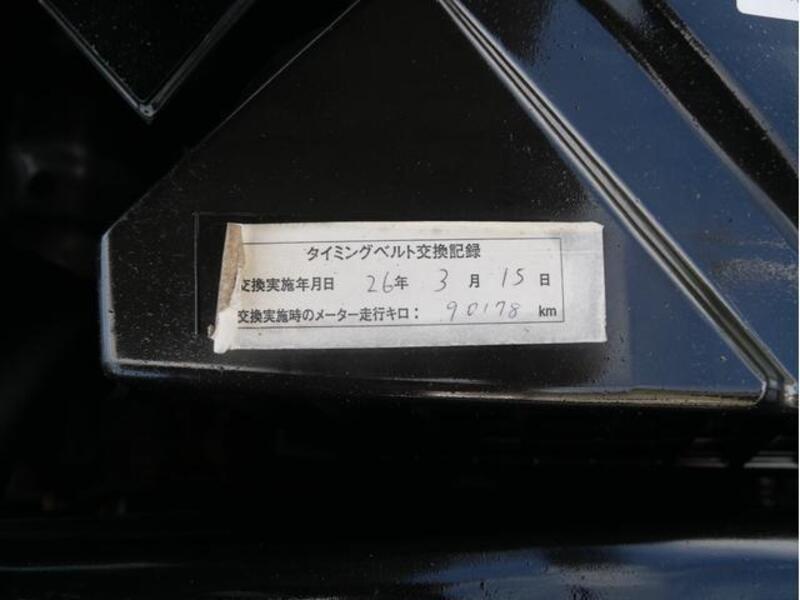 タイミングベルト交換記録
交換実施年月日 26年 3月 15日
交換実施時のメーター走行キロ： 90178 km